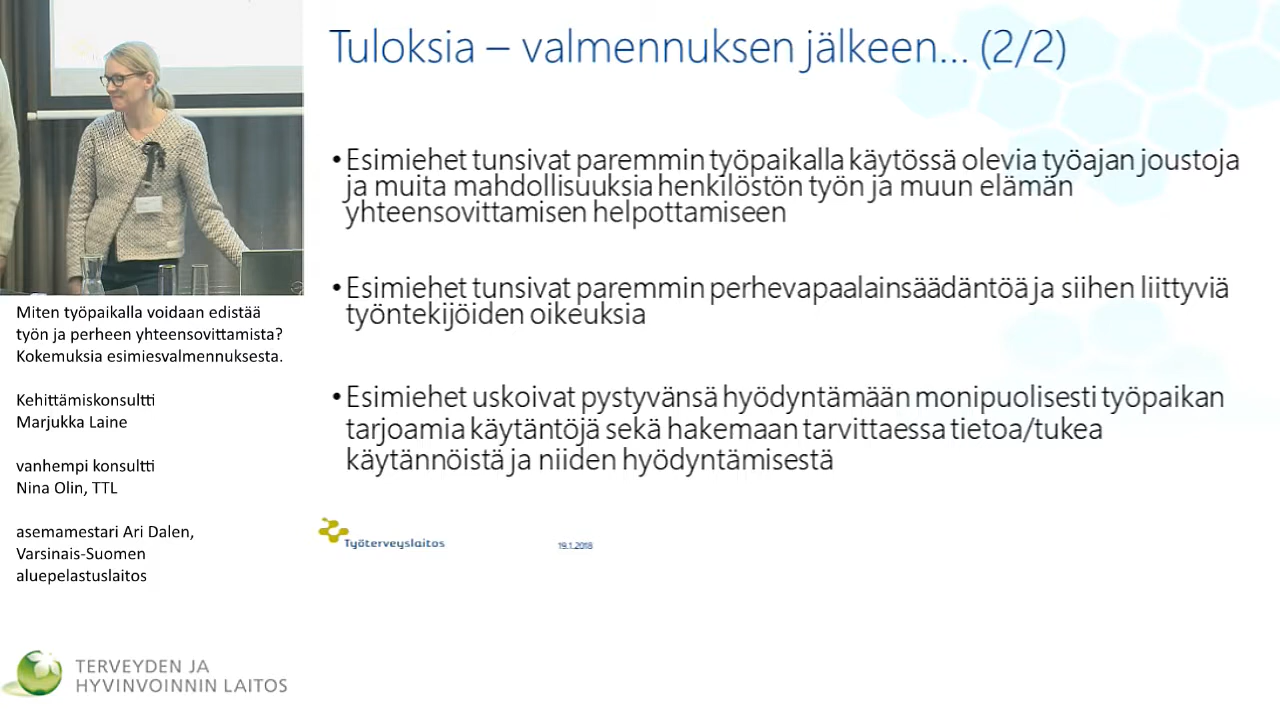 Tuloksia – valmennuksen jälkeen... (2/2)
• Esimiehet tunsivat paremmin työpaikalla käytössä olevia työajan joustoja
ja muita mahdollisuuksia henkilöstön työn ja muun elämän
yhteensovittamisen helpottamiseen
• Esimiehet tunsivat paremmin perhevapaalainsäädäntöä ja siihen liittyviä
työntekijöiden oikeuksia
• Esimiehet uskoivat pystyvänsä hyödyntämään monipuolisesti työpaikan
tarjoamia käytäntöjä sekä hakemaan tarvittaessa tietoa/tukea
käytännöistä ja niiden hyödyntämisestä
Työterveyslaitos
19.1.2018
Miten työpaikalla voidaan edistää
työn ja perheen yhteensovittamista?
Kokemuksia esimiesvalmennuksesta.
Kehittämiskonsultti
Marjukka Laine
vanhempi konsultti
Nina Olin, TTL
asemamestari Ari Dalen,
Varsinais-Suomen
aluepelastuslaitos
TERVEYDEN JA
HYVINVOINNIN LAITOS